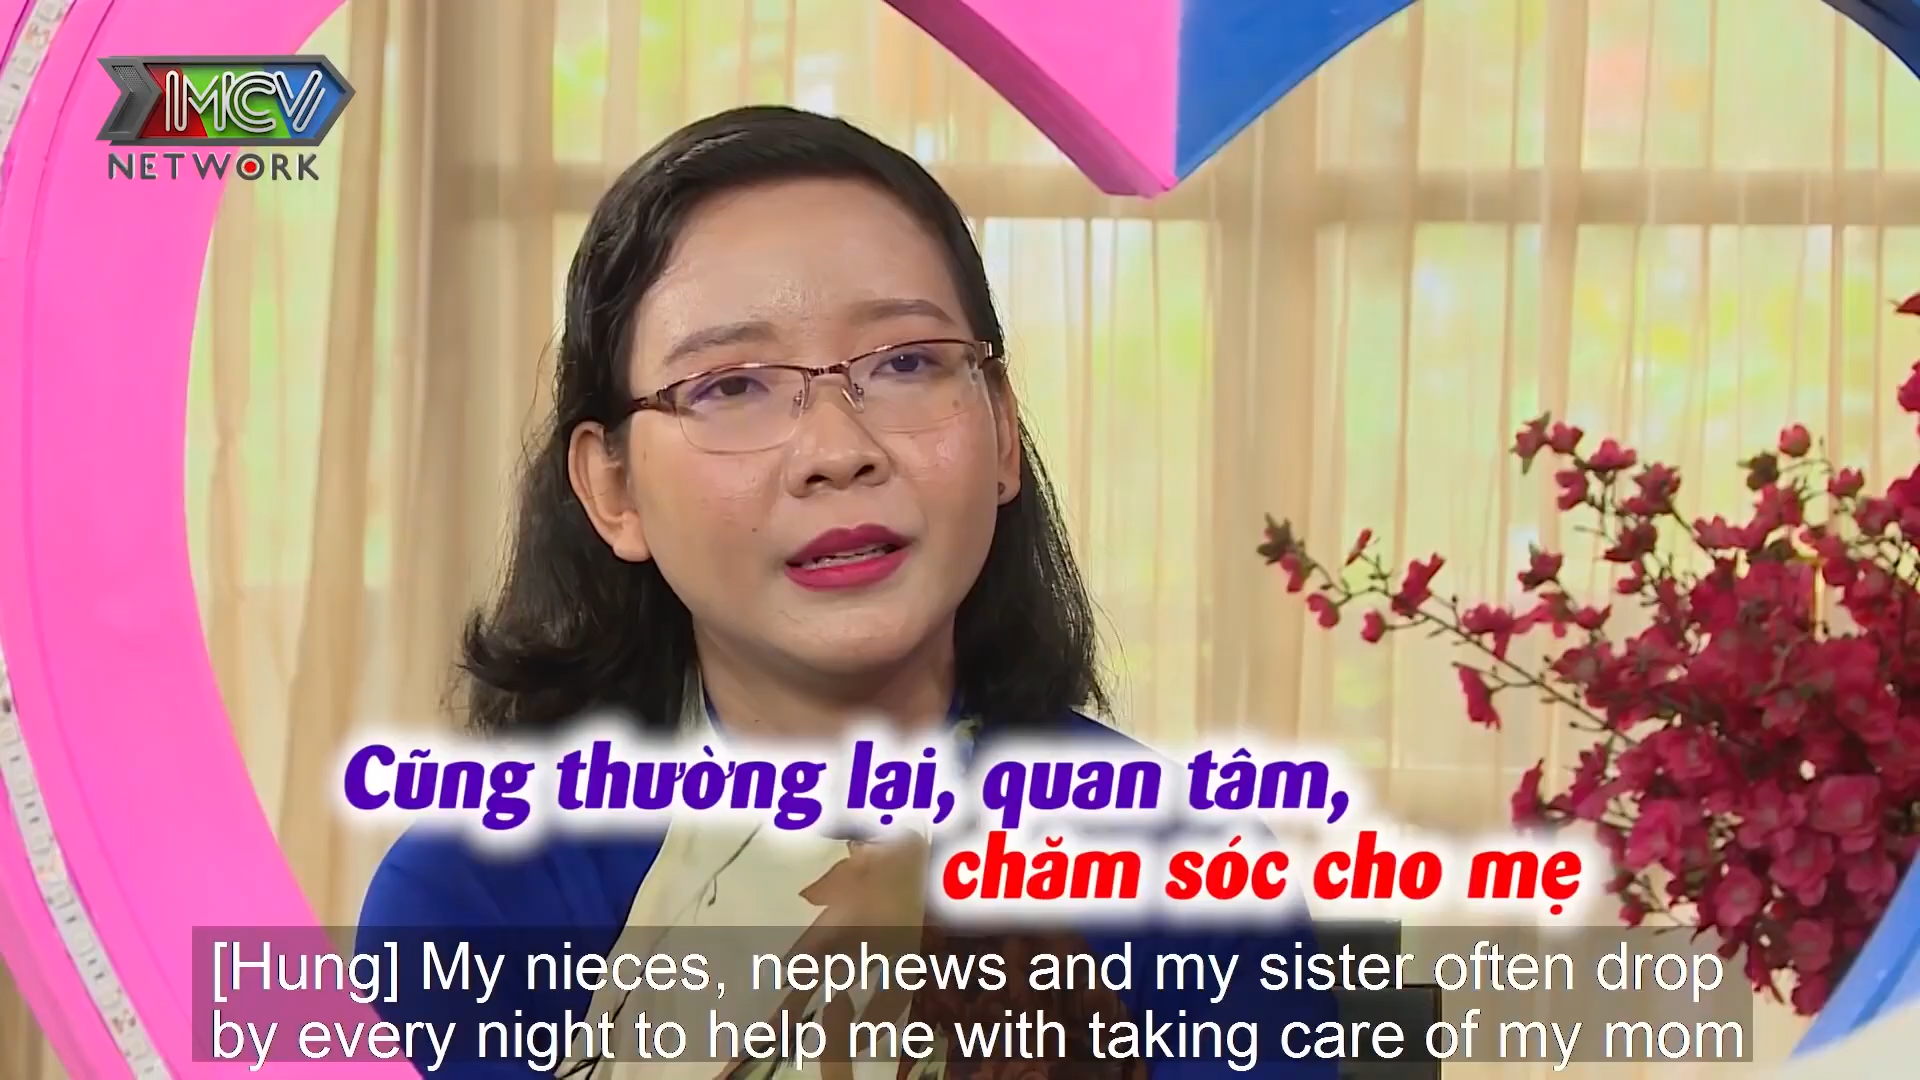 MCV
NETWORK
Cũng thường lại, quan tâm,
chăm sóc cho mẹ
[Hung] My nieces, nephews and my sister often drop
by every night to help me with taking care of my mom